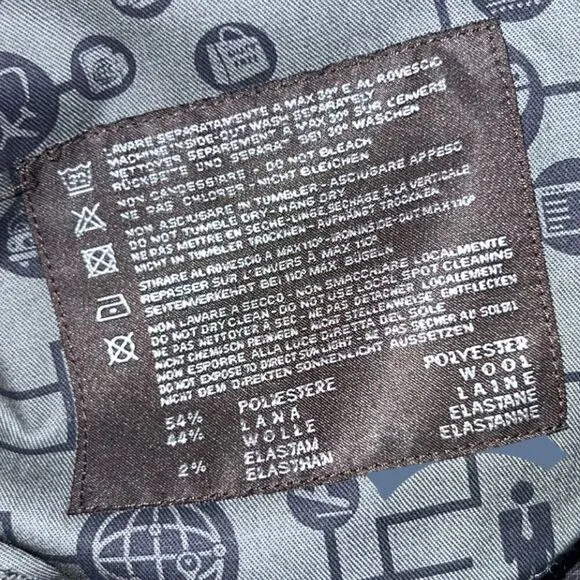 LAVARE SEPARATAMENTE A MAX 30° E AL ROVESCIO
MACHINE INSIDE-OUT WASH SEPARATELY
NETTOYER SEPAREMENT A MAX 30° SUR L'ENVERS
RÜCKSEITE UND SEPARAT BEI 30° WASCHEN
NON CANDEGGIARE - DO NOT BLEACH
NE PAS CHLORER - NICHT BLEICHEN
NON ASCIUGARE IN TUMBLER - ASCIUGARE APPESO
DO NOT TUMBLE DRY - HANG DRY
NE PAS METTRE EN SECHE-LINGE, SECHAGE A LA VERTICALE
NICHT IM TUMBLER TROCKNEN - AUFHÄNGT TROCKNEN
STIRARE AL ROVESCIO A MAX 110° - IRON INSIDE-OUT MAX 110°
REPASSER SUR L'ENVERS A MAX 110°
SEITENVERKEHRT BEI 110° MAX BÜGELN
NON LAVARE A SECCO - NON SMACCHIARE LOCALMENTE
DO NOT DRY CLEAN - DO NOT USE LOCAL SPOT CLEANING
NE PAS NETTOYER A SEC - NE PAS DETACHER LOCALEMENT
NICHT CHEMISCH REINIGEN - NICHT STELLENWEISE ENTFLECKEN
NON ESPORRE ALLA LUCE DIRETTA DEL SOLE
DO NOT EXPOSE TO DIRECT SUN LIGHT - NE PAS EXPOSER AU SOLEIL
NICHT DEM DIREKTEN SONNENLICHT AUSSETZEN
54% POLIESTERE POLYESTER
44% LANA WOOL
WOLLE LAINE
2% ELASTAM ELASTANE
ELASTHAN ELASTANNE